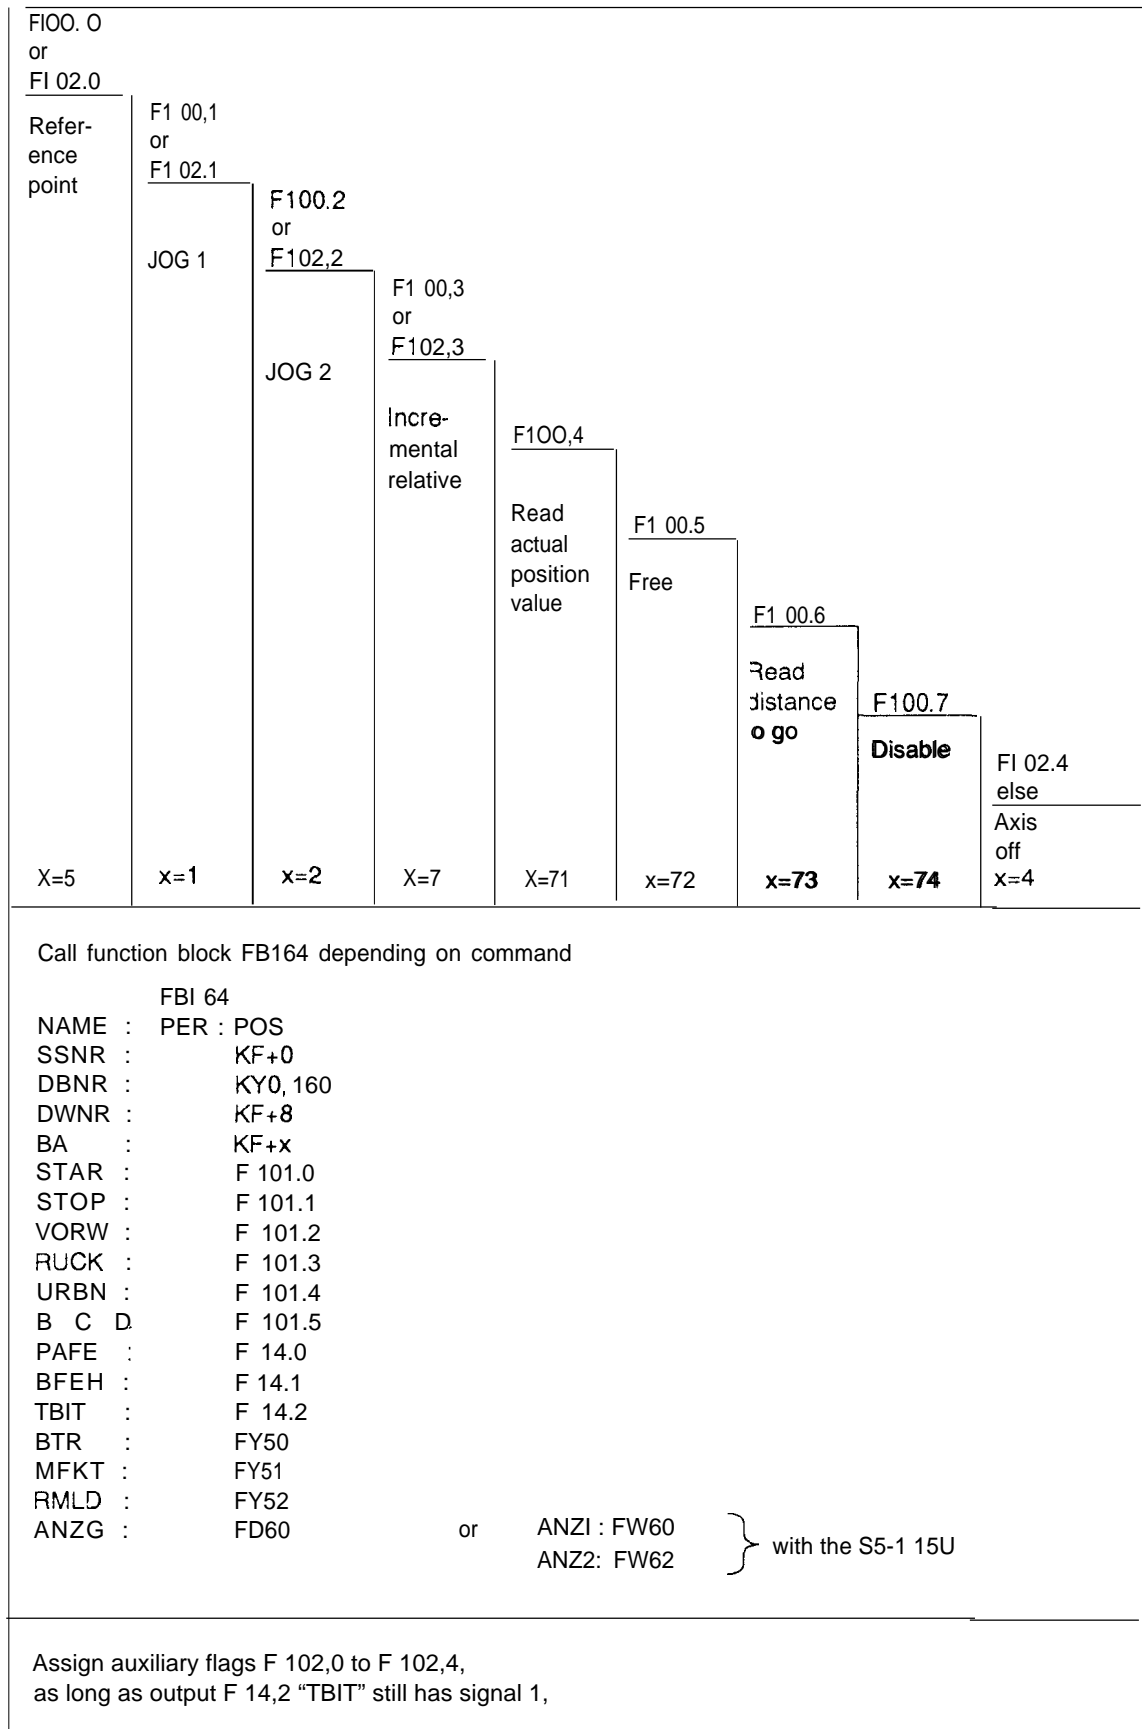 FIOO. O
or
FI 02.0
Refer-
ence
point
X=5
F1 00,1
or
F1 02.1
JOG 1
x=1
F100.2
or
F102,2
JOG 2
x=2
F1 00,3
or
F102,3
Incre-
mental
relative
X=7
F1OO,4
Read
actual
position
value
X=71
F1 00.5
Free
x=72
F1 00.6
Read
distance
o go
x=73
F100.7
Disable
x=74
FI 02.4
else
Axis
off
x=4
Call function block FB164 depending on command
FBI 64
NAME : PER : POS
SSNR : KF+0
DBNR : KY0, 160
DWNR : KF+8
BA : KF+x
STAR : F 101.0
STOP : F 101.1
VORW : F 101.2
RUCK : F 101.3
URBN : F 101.4
B C D. F 101.5
PAFE : F 14.0
BFEH : F 14.1
TBIT : F 14.2
BTR : FY50
MFKT : FY51
RMLD : FY52
ANZG : FD60 or ANZI : FW60
ANZ2: FW62
with the S5-1 15U
Assign auxiliary flags F 102,0 to F 102,4,
as long as output F 14,2 “TBIT” still has signal 1,